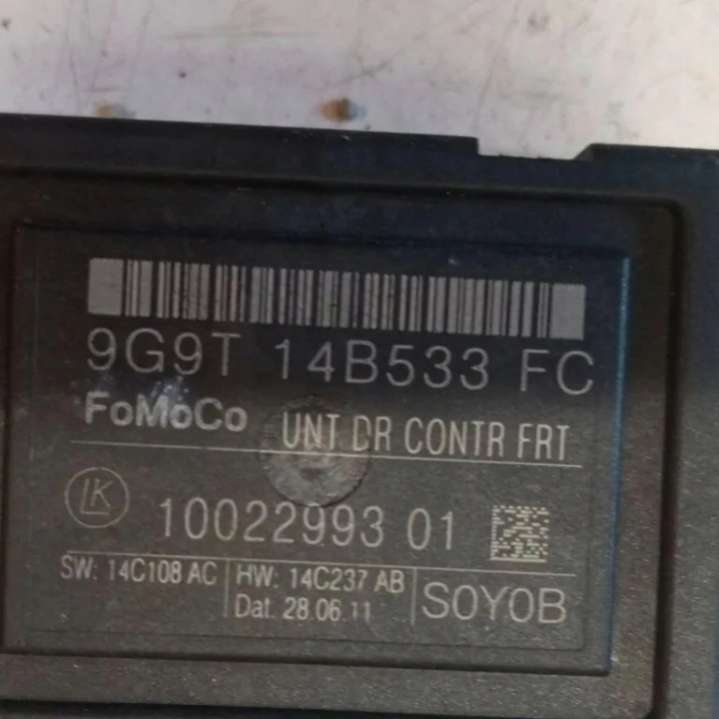 9G9T 14B533 FC
FoMoCo UNT DR CONTR FRT
LK 10022993 01
SW: 14C108 AC HW: 14C237 AB
Dat. 28.06.11 S0Y0B